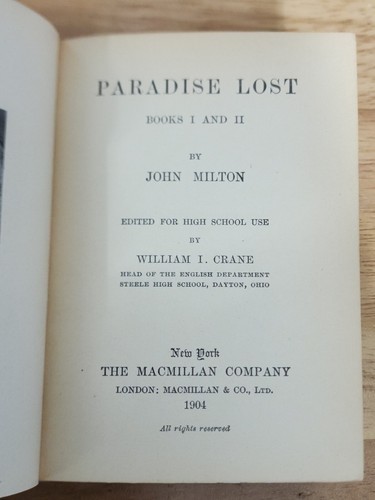 PARADISE LOST
BOOKS I AND II
BY
JOHN MILTON
EDITED FOR HIGH SCHOOL USE
BY
WILLIAM I. CRANE
HEAD OF THE ENGLISH DEPARTMENT
STEELE HIGH SCHOOL, DAYTON, OHIO
New York
THE MACMILLAN COMPANY
LONDON: MACMILLAN & CO., LTD.
1904
All rights reserved